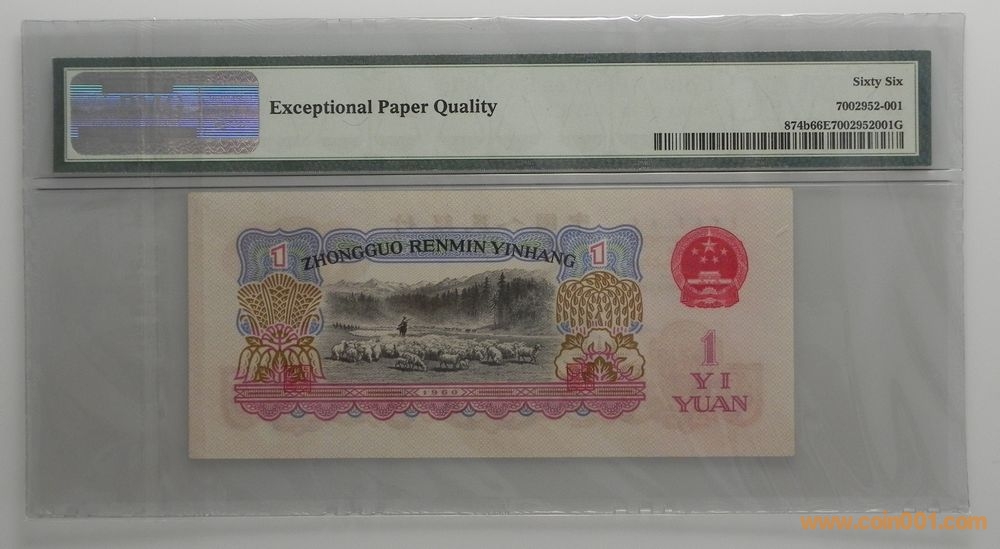 Sixty Six
Exceptional Paper Quality
7002952-001
874b66E7002952001G
1
ZHONGGUO RENMIN YINHANG
1
1
YI
YUAN
1960
www.coin001.com